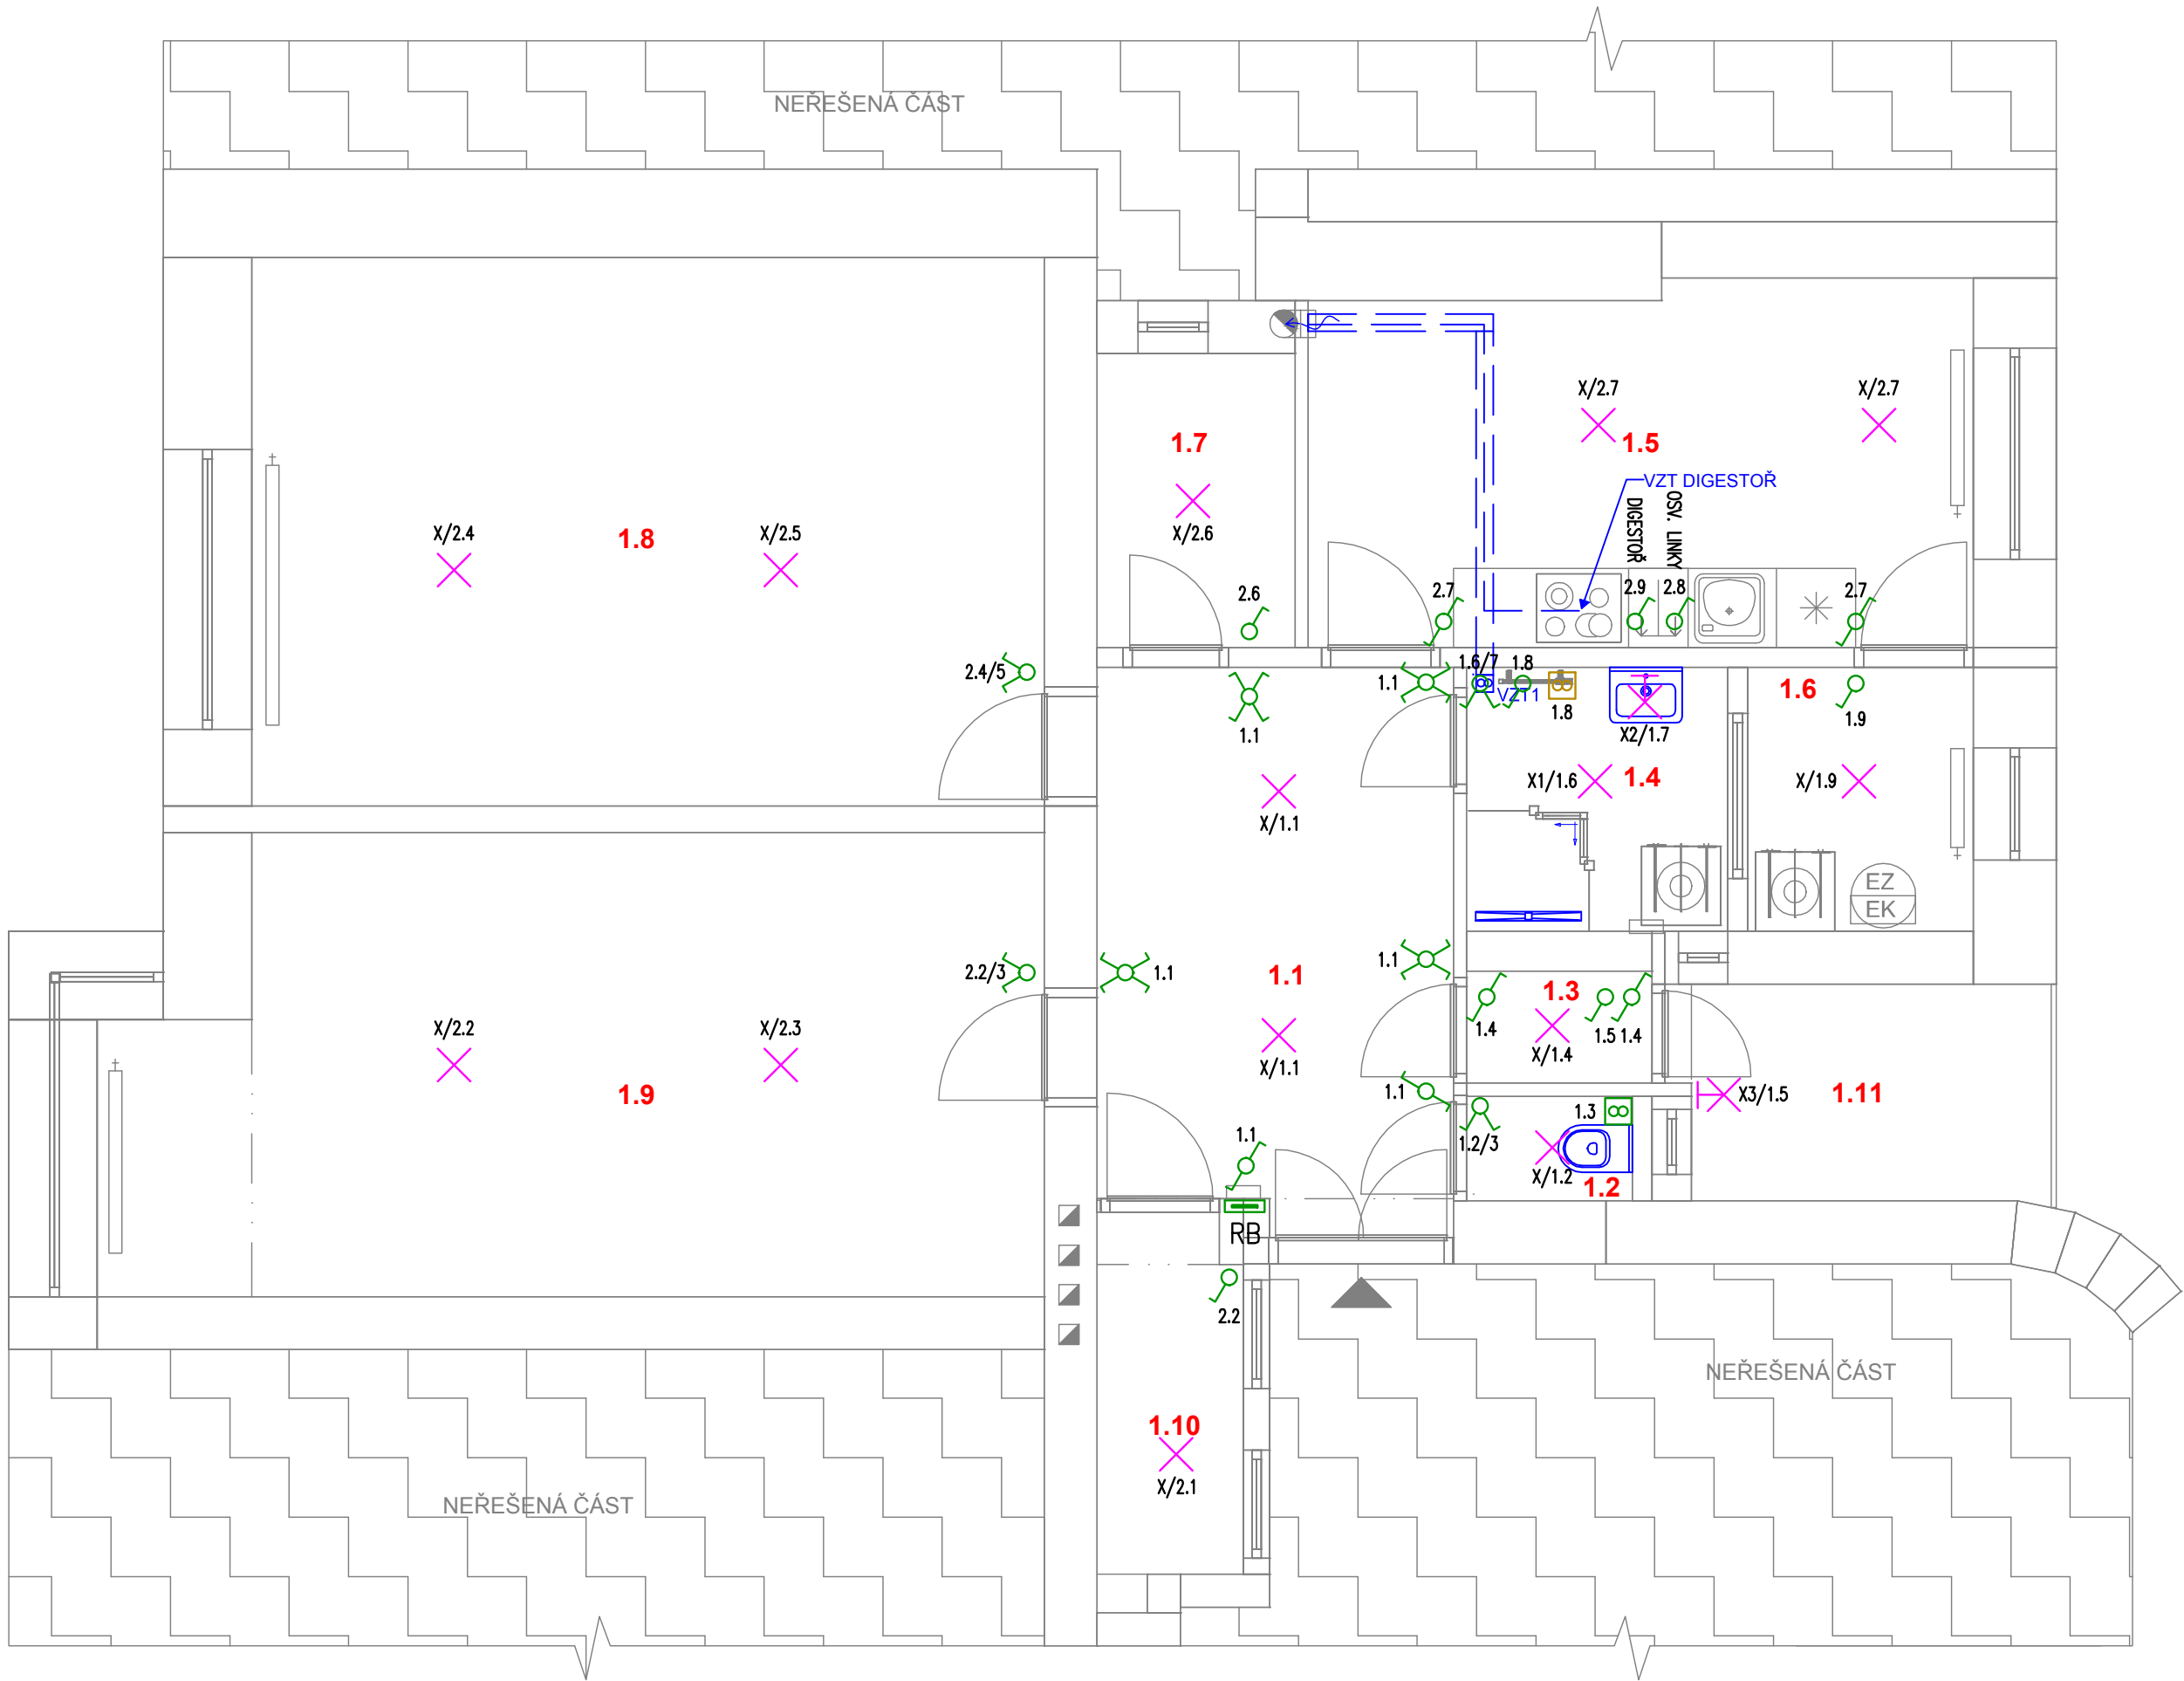 NEŘEŠENÁ ČÁST
X/2.7
X/2.7
1.7
1.5
VZT DIGESTOŘ
OSV. LINKY
DIGESTOŘ
X/2.4
X/2.5
1.8
X/2.6
2.6
2.7
2.9
2.8
2.7
2.4/5
1.1
1.6/7
1.8
VZT1
1.8
1.6
1.9
1.1
X2/1.7
X1/1.6
1.4
X/1.9
X/1.1
EZ
EK
2.2/3
1.1
1.1
1.1
1.3
1.4
1.5
1.4
X/2.2
X/2.3
X/1.1
X/1.4
1.9
1.1
X3/1.5
1.11
1.3
1.1
1.2/3
X/1.2
1.2
RB
2.2
NEŘEŠENÁ ČÁST
1.10
X/2.1
NEŘEŠENÁ ČÁST